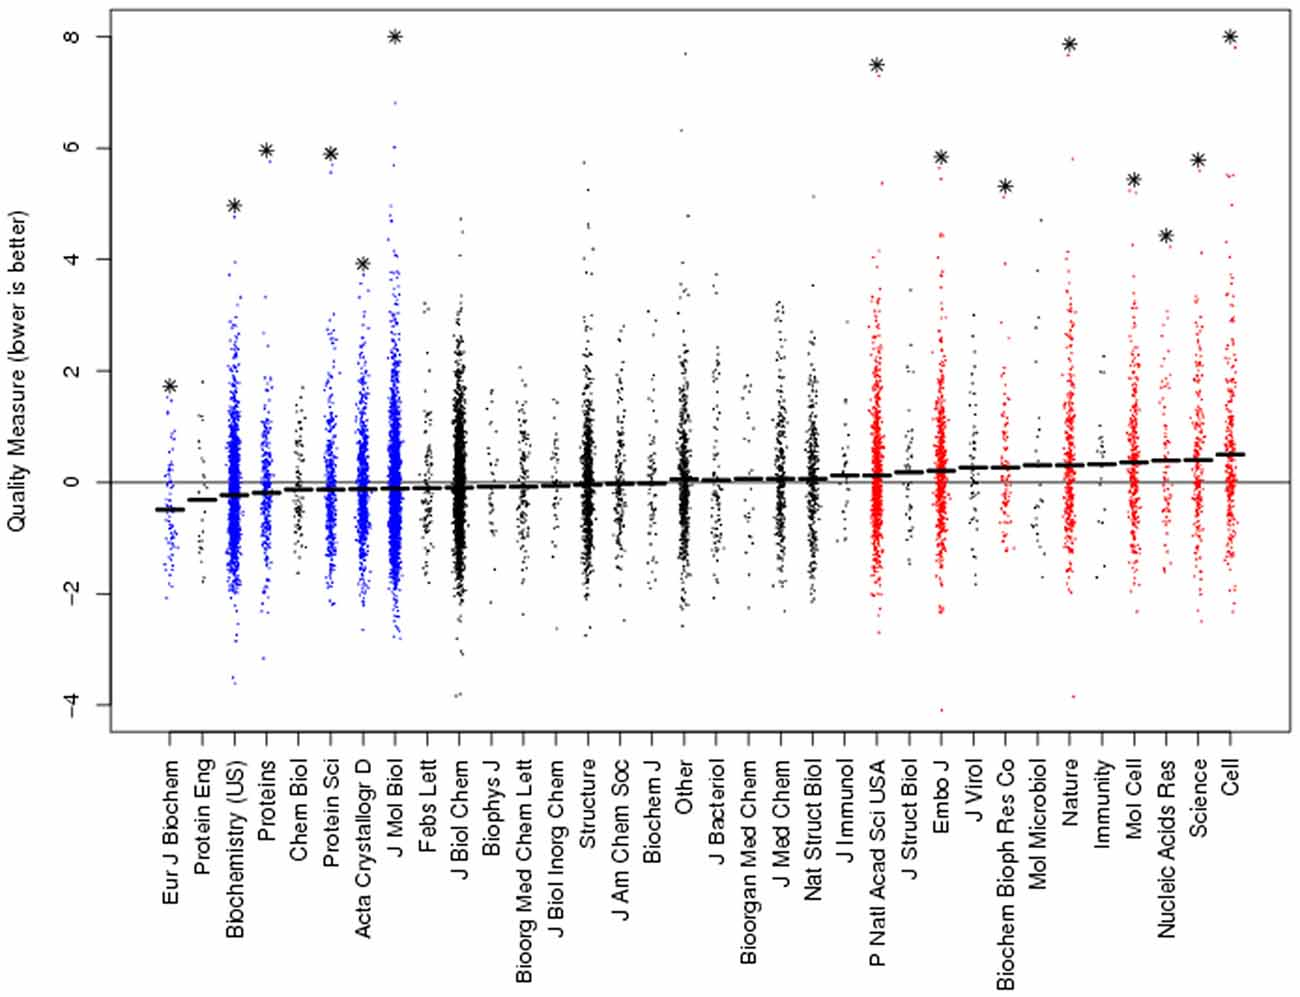 Quality Measure (lower is better)
8
6
4
2
0
−2
−4
Eur J Biochem
Protein Eng
Biochemistry (US)
Proteins
Chem Biol
Protein Sci
Acta Crystallogr D
J Mol Biol
Febs Lett
J Biol Chem
Biophys J
Bioorg Med Chem Lett
J Biol Inorg Chem
Structure
J Am Chem Soc
Biochem J
Other
J Bacteriol
Bioorgan Med Chem
J Med Chem
Nat Struct Biol
J Immunol
P Natl Acad Sci USA
J Struct Biol
Embo J
J Virol
Biochem Bioph Res Co
Mol Microbiol
Nature
Immunity
Mol Cell
Nucleic Acids Res
Science
Cell